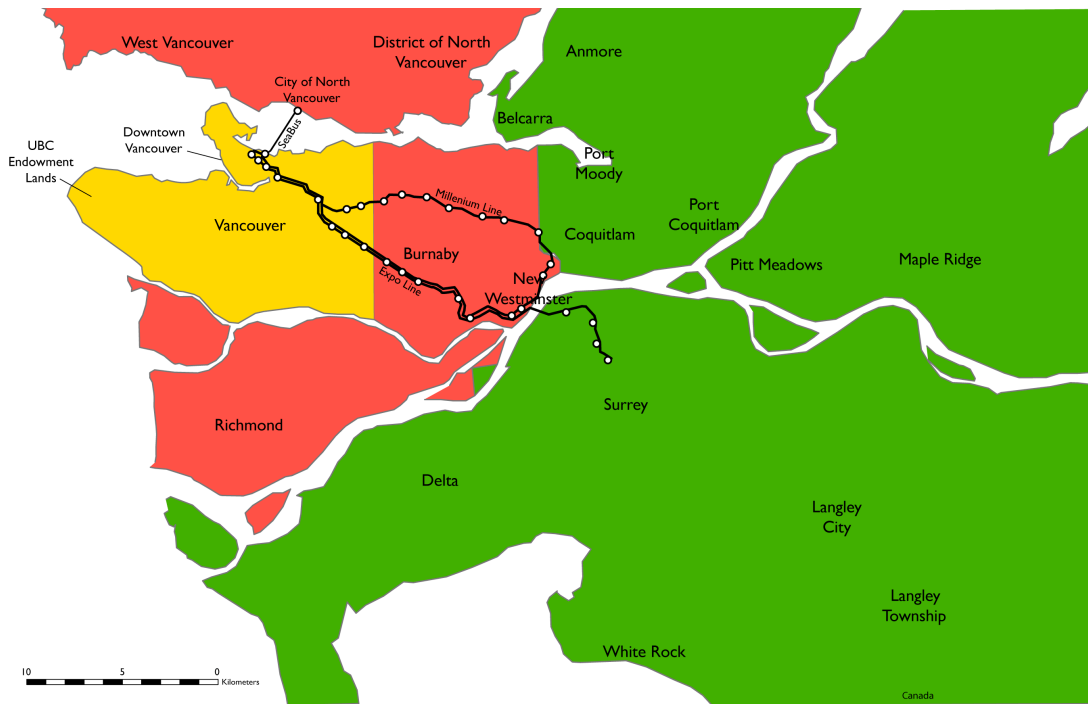 West Vancouver
District of North
Vancouver
Anmore
City of North
Vancouver
Belcarra
SeaBus
Downtown
Vancouver
UBC
Endowment
Lands
Port
Moody
Millenium Line
Port
Coquitlam
Vancouver
Coquitlam
Burnaby
Pitt Meadows
Maple Ridge
Expo Line
New
Westminster
Surrey
Richmond
Delta
Langley
City
Langley
Township
White Rock
10 5 0
Kilometers
Canada